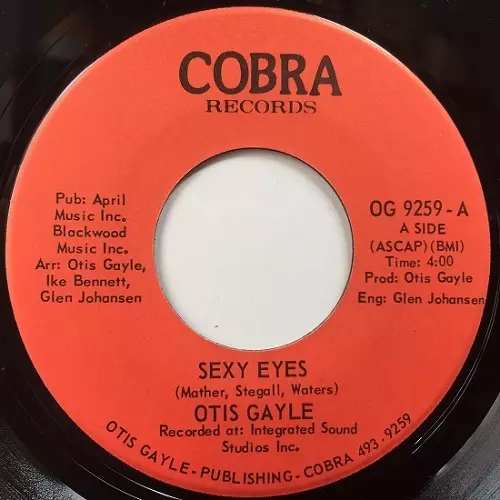 COBRA
RECORDS
Pub: April
Music Inc.
Blackwood
Music Inc.
Arr: Otis Gayle,
Ike Bennett,
Glen Johansen
OG 9259-A
A SIDE
(ASCAP)(BMI)
Time: 4:00
Prod: Otis Gayle
Eng: Glen Johansen
SEXY EYES
(Mather, Stegall, Waters)
OTIS GAYLE
Recorded at: Integrated Sound
Studios Inc.
OTIS GAYLE-PUBLISHING-COBRA 493-9259